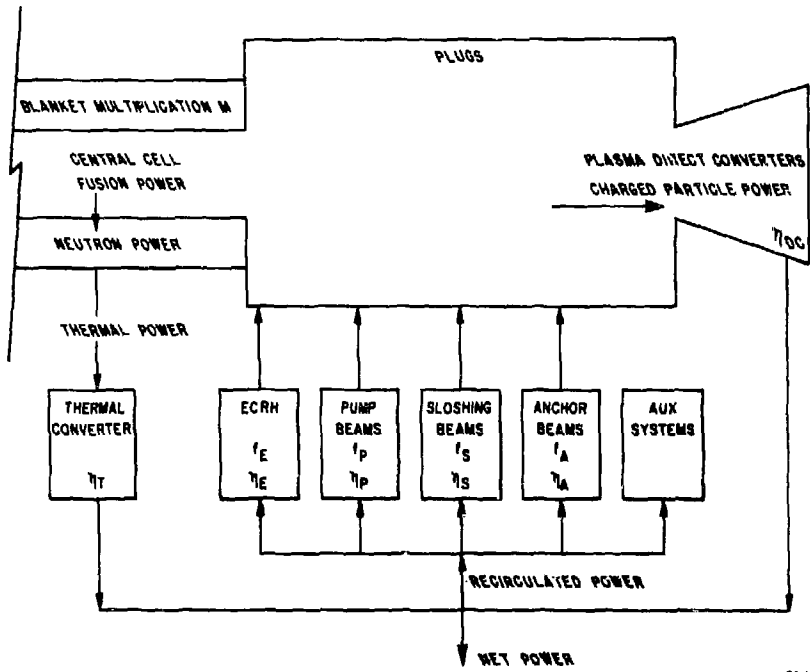 PLUGS
BLANKET MULTIPLICATION M
CENTRAL CELL
FUSION POWER
PLASMA DIRECT CONVERTERS
CHARGED PARTICLE POWER
NEUTRON POWER
ηDC
THERMAL POWER
THERMAL
CONVERTER
ηT
ECRH
fE
ηE
PUMP
BEAMS
fP
ηP
SLOSHING
BEAMS
fS
ηS
ANCHOR
BEAMS
fA
ηA
AUX
SYSTEMS
RECIRCULATED POWER
NET POWER